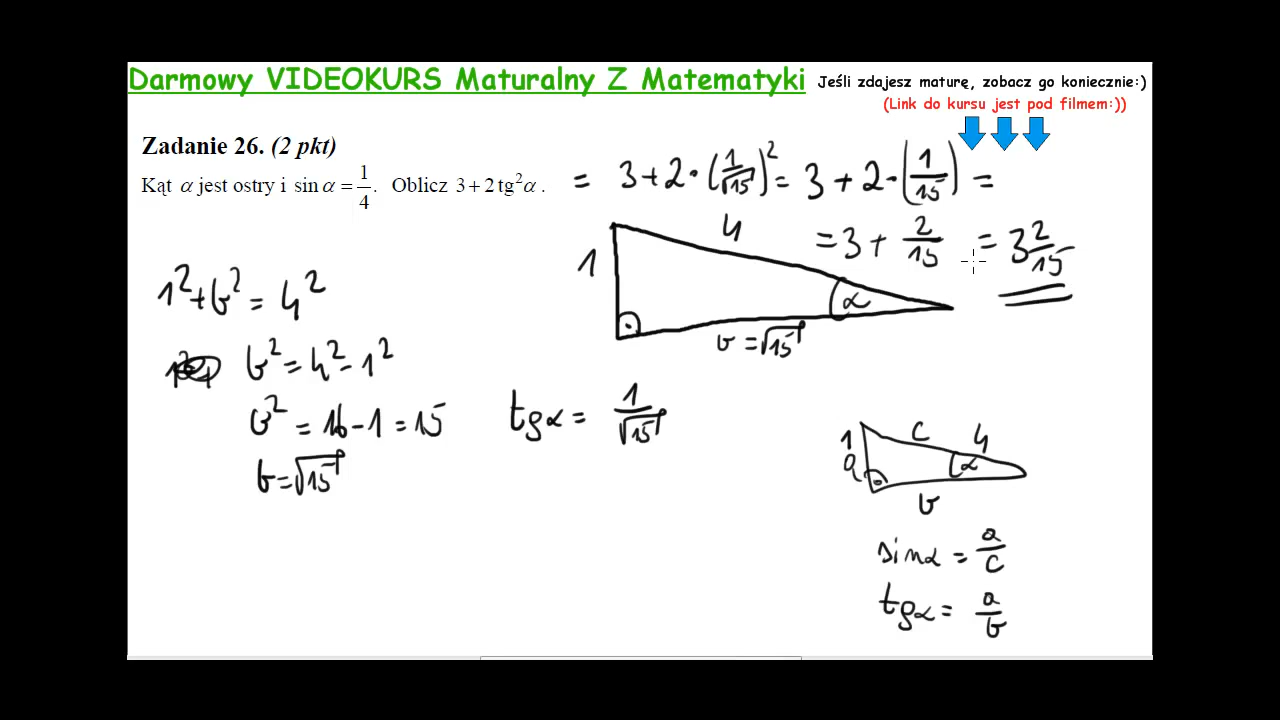 Darmowy VIDEOKURS Maturalny Z Matematyki
Jeśli zdajesz maturę, zobacz go koniecznie:)
(Link do kursu jest pod filmem:))
Zadanie 26. (2 pkt)
Kąt α jest ostry i sin α = 1/4. Oblicz 3 + 2 tg²α .
= 3 + 2 · (1/√15)² = 3 + 2 · (1/15) =
= 3 + 2/15 = 3 2/15
4
1
α
b = √15
1² + b² = 4²
b² = 4² - 1²
b² = 16 - 1 = 15
b = √15
tgα = 1/√15
1
c
4
a
α
b
sinα = a/c
tgα = a/b